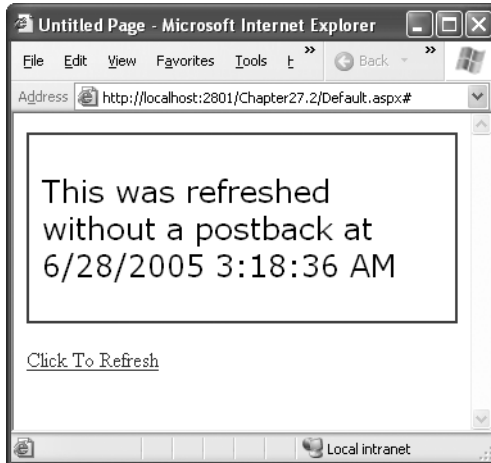 Untitled Page - Microsoft Internet Explorer
File Edit View Favorites Tools »  Back »
Address http://localhost:2801/Chapter27.2/Default.aspx#
This was refreshed
without a postback at
6/28/2005 3:18:36 AM
Click To Refresh
Local intranet